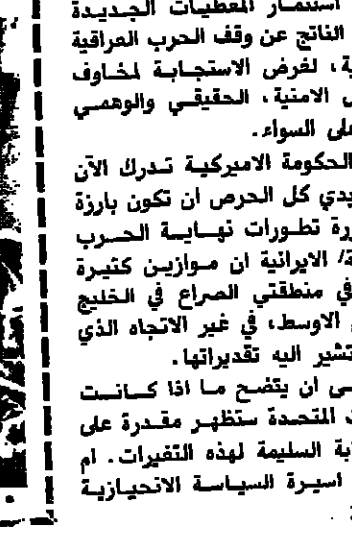 استثمار المعطيات الجديدة
الناتج عن وقف الحرب العراقية
، لغرض الاستجابة لمخاوف
الامنية، الحقيقي والوهمي
على السواء.
الحكومة الاميركية تدرك الآن
كل الحرص ان تكون بارزة
تطورات نهاية الحرب
/ الايرانية ان موازين كثيرة
في منطقتي الصراع في الخليج
الاوسط، في غير الاتجاه الذي
تشير اليه تقديراتها.
ان يتضح ما اذا كانت
المتحدة ستظهر مقدرة على
السليمة لهذه التغيرات. ام
اسيرة السياسة الانحيازية